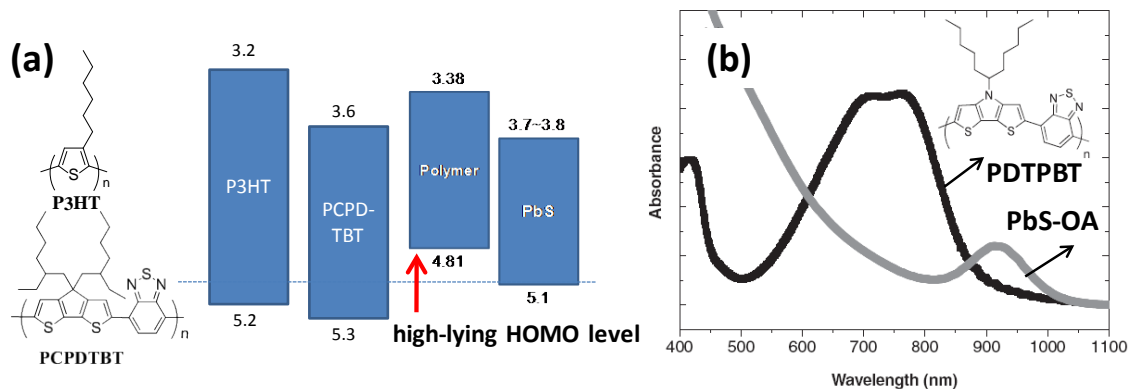 (a)
S
n
P3HT
N
S
N
S
S
n
PCPDTBT
3.2
P3HT
5.2
3.6
PCPD-
TBT
5.3
3.38
Polymer
4.81
3.7~3.8
PbS
5.1
high-lying HOMO level
(b)
N
S
S
N
S
N
n
PDTPBT
PbS-OA
Absorbance
400 500 600 700 800 900 1000 1100
Wavelength (nm)